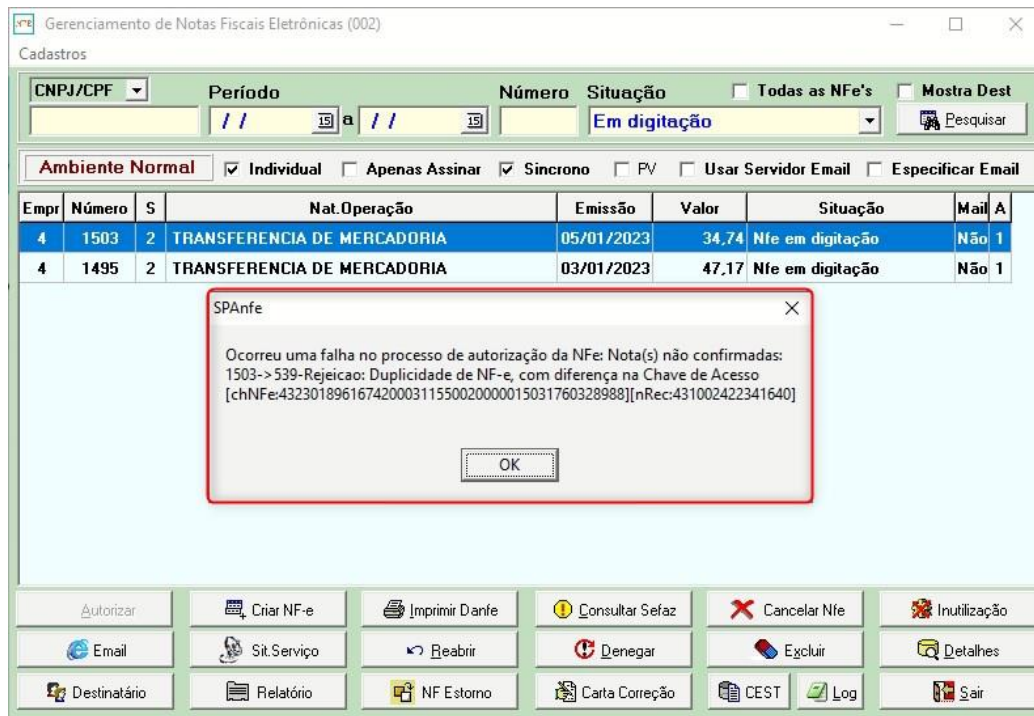 Gerenciamento de Notas Fiscais Eletrônicas (002)
Cadastros
CNPJ/CPF Período Número Situação Todas as NFe's Mostra Dest
/ / 15 a / / 15 Em digitação Pesquisar
Ambiente Normal Individual Apenas Assinar Sincrono PV Usar Servidor Email Especificar Email
Empr Número S Nat.Operação Emissão Valor Situação Mail A
4 1503 2 TRANSFERENCIA DE MERCADORIA 05/01/2023 34,74 Nfe em digitação Não 1
4 1495 2 TRANSFERENCIA DE MERCADORIA 03/01/2023 47,17 Nfe em digitação Não 1
SPAnfe
Ocorreu uma falha no processo de autorização da NFe: Nota(s) não confirmadas:
1503->539-Rejeicao: Duplicidade de NF-e, com diferença na Chave de Acesso
[chNFe:43230189616742000311550020000015031760328988][nRec:431002422341640]
OK
Autorizar Criar NF-e Imprimir Danfe Consultar Sefaz Cancelar Nfe Inutilização
Email Sit.Serviço Reabrir Denegar Excluir Detalhes
Destinatário Relatório NF Estorno Carta Correção CEST Log Sair